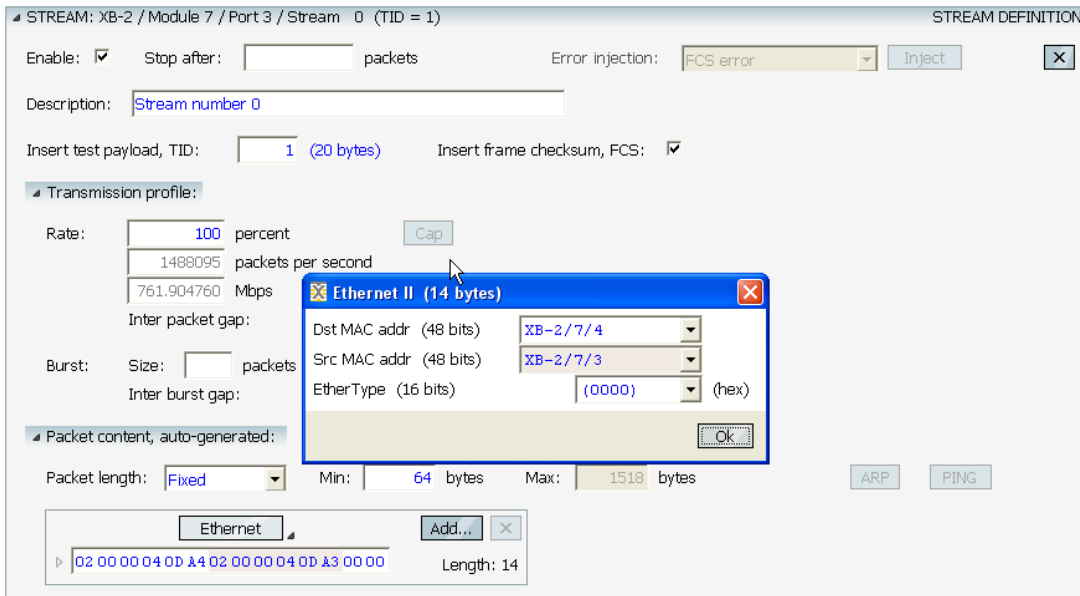 STREAM: XB-2 / Module 7 / Port 3 / Stream 0 (TID = 1) STREAM DEFINITION
Enable: Stop after: packets Error injection: FCS error Inject X
Description: Stream number 0
Insert test payload, TID: 1 (20 bytes) Insert frame checksum, FCS:
Transmission profile:
Rate: 100 percent Cap
1488095 packets per second
761.904760 Mbps
Inter packet gap:
Burst: Size: packets
Inter burst gap:
Ethernet II (14 bytes)
Dst MAC addr (48 bits) XB-2/7/4
Src MAC addr (48 bits) XB-2/7/3
EtherType (16 bits) (0000) (hex)
Ok
Packet content, auto-generated:
Packet length: Fixed Min: 64 bytes Max: 1518 bytes ARP PING
Ethernet Add... X
02 00 00 04 0D A4 02 00 00 04 0D A3 00 00 Length: 14